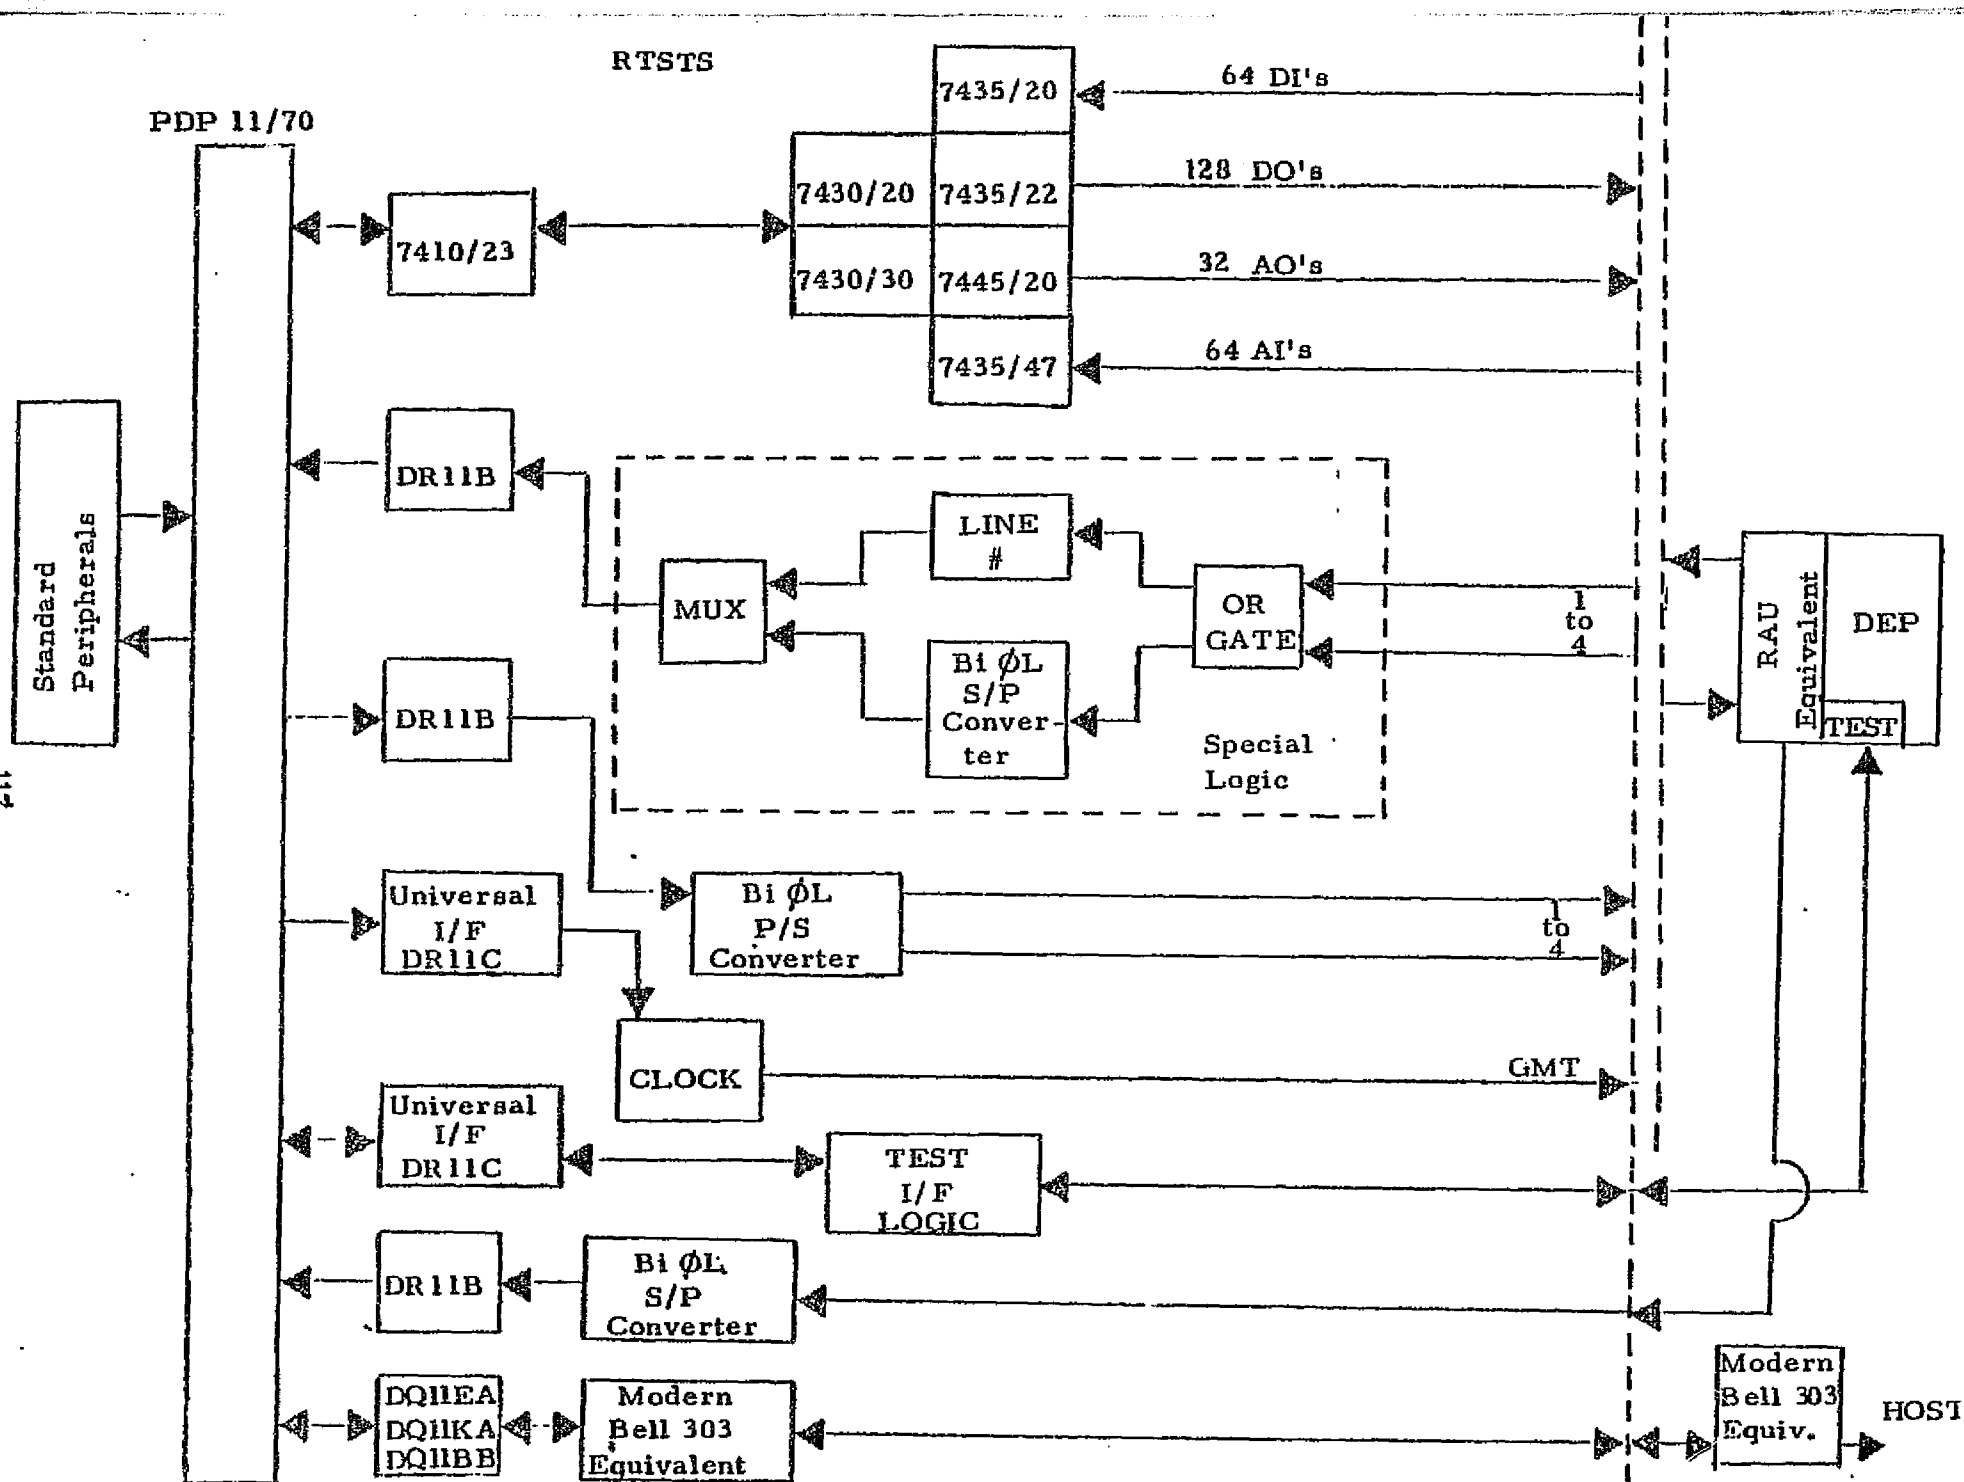 RTSTS
PDP 11/70
7435/20
64 DI's
7430/20
7435/22
128 DO's
7410/23
7430/30
7445/20
32 AO's
7435/47
64 AI's
Standard
Peripherals
DR11B
LINE
#
MUX
OR
GATE
1
to
4
Bi ØL
S/P
Conver-
ter
Special
Logic
RAU
Equivalent
DEP
TEST
DR11B
Universal
I/F
DR11C
Bi ØL
P/S
Converter
1
to
4
CLOCK
GMT
Universal
I/F
DR11C
TEST
I/F
LOGIC
DR11B
Bi ØL
S/P
Converter
DQ11EA
DQ11KA
DQ11BB
Modern
Bell 303
Equivalent
Modern
Bell 303
Equiv.
HOST